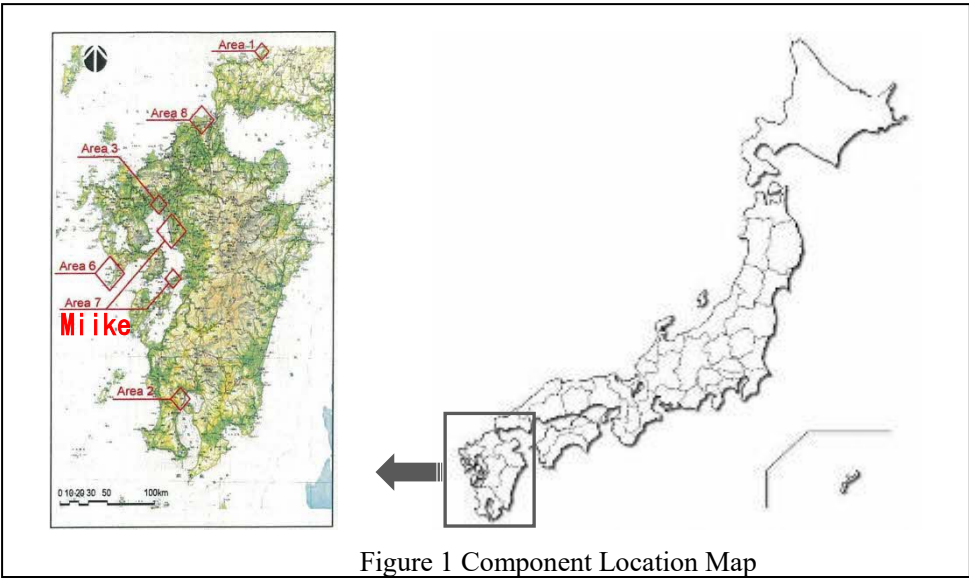 Area 1
Area 8
Area 3
Area 6
Area 7
Miike
Area 2
0 10 20 30 50 100km
Figure 1 Component Location Map